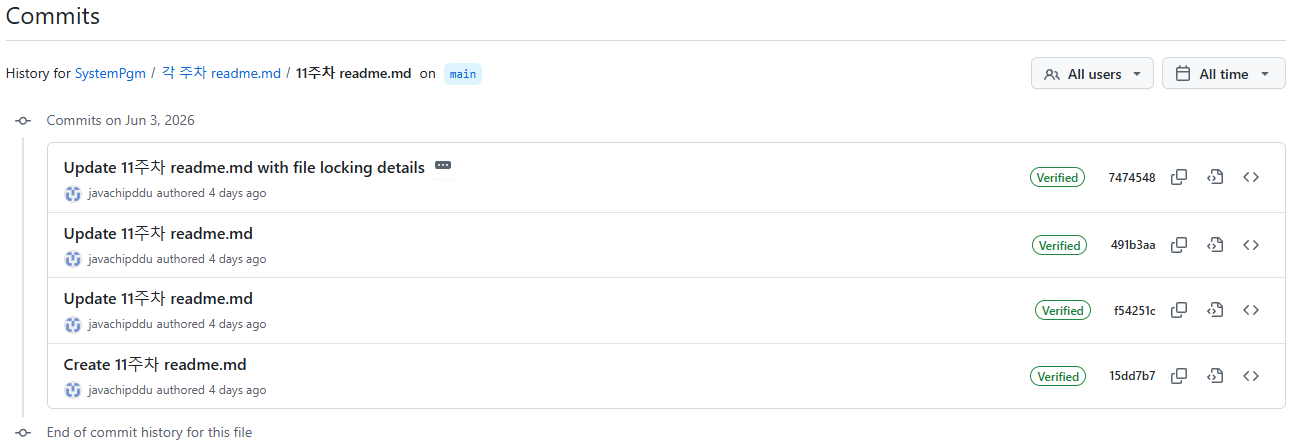 Commits
History for SystemPgm / 각 주차 readme.md / 11주차 readme.md on main
All users
All time
Commits on Jun 3, 2026
Update 11주차 readme.md with file locking details
javachipddu authored 4 days ago
Verified
7474548
Update 11주차 readme.md
javachipddu authored 4 days ago
Verified
491b3aa
Update 11주차 readme.md
javachipddu authored 4 days ago
Verified
f54251c
Create 11주차 readme.md
javachipddu authored 4 days ago
Verified
15dd7b7
End of commit history for this file